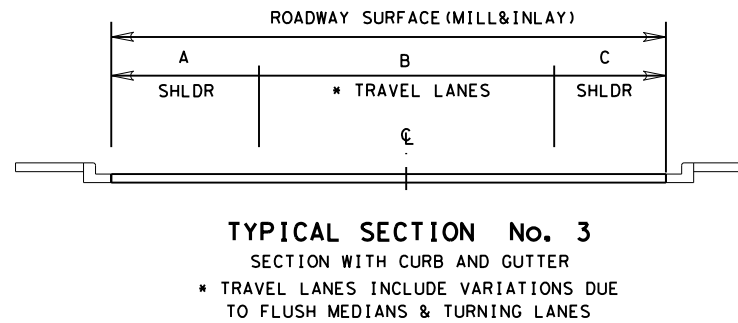 ROADWAY SURFACE(MILL&INLAY)
A B C
SHLDR * TRAVEL LANES SHLDR
℄
TYPICAL SECTION No. 3
SECTION WITH CURB AND GUTTER
* TRAVEL LANES INCLUDE VARIATIONS DUE
TO FLUSH MEDIANS & TURNING LANES